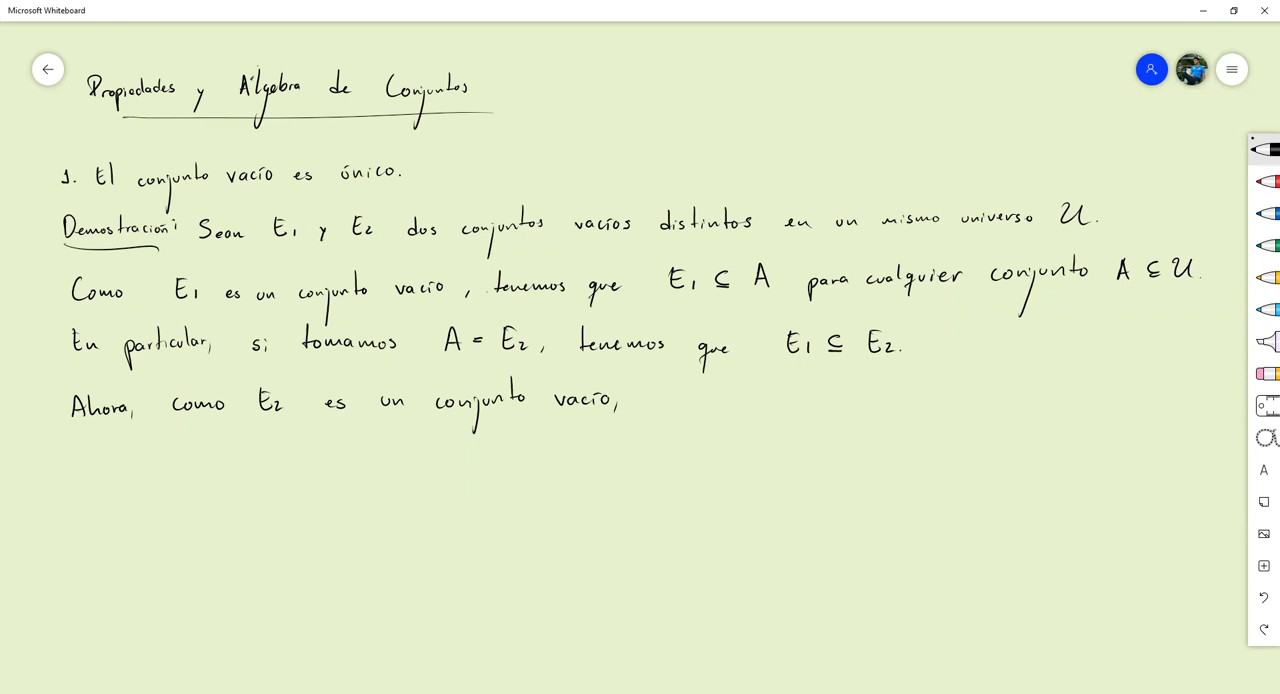 Microsoft Whiteboard
Propiedades y Álgebra de Conjuntos
1. El conjunto vacío es único.
Demostración: Sean E₁ y E₂ dos conjuntos vacíos distintos en un mismo universo U.
Como E₁ es un conjunto vacío, tenemos que E₁ ⊆ A para cualquier conjunto A ⊆ U.
En particular, si tomamos A = E₂, tenemos que E₁ ⊆ E₂.
Ahora, como E₂ es un conjunto vacío,
A